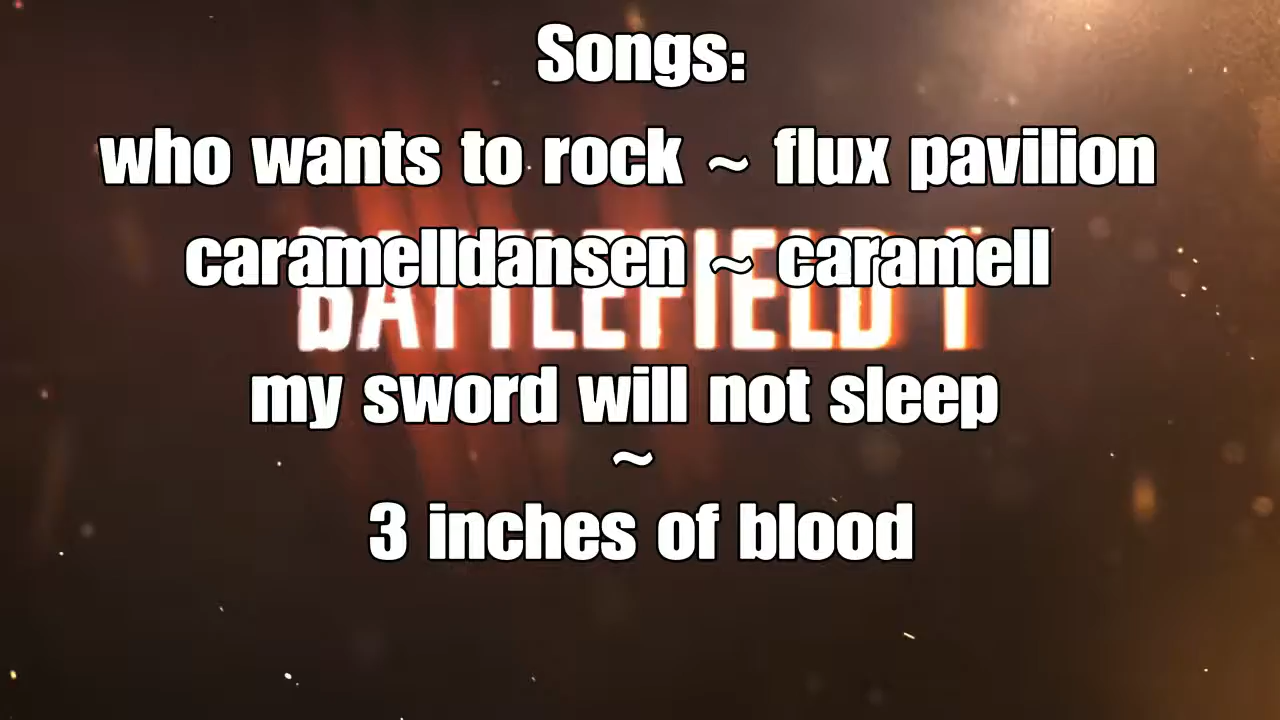 Songs:
who wants to rock ~ flux pavilion
caramelldansen ~ caramell
BATTLEFIELD 1
my sword will not sleep
~
3 inches of blood